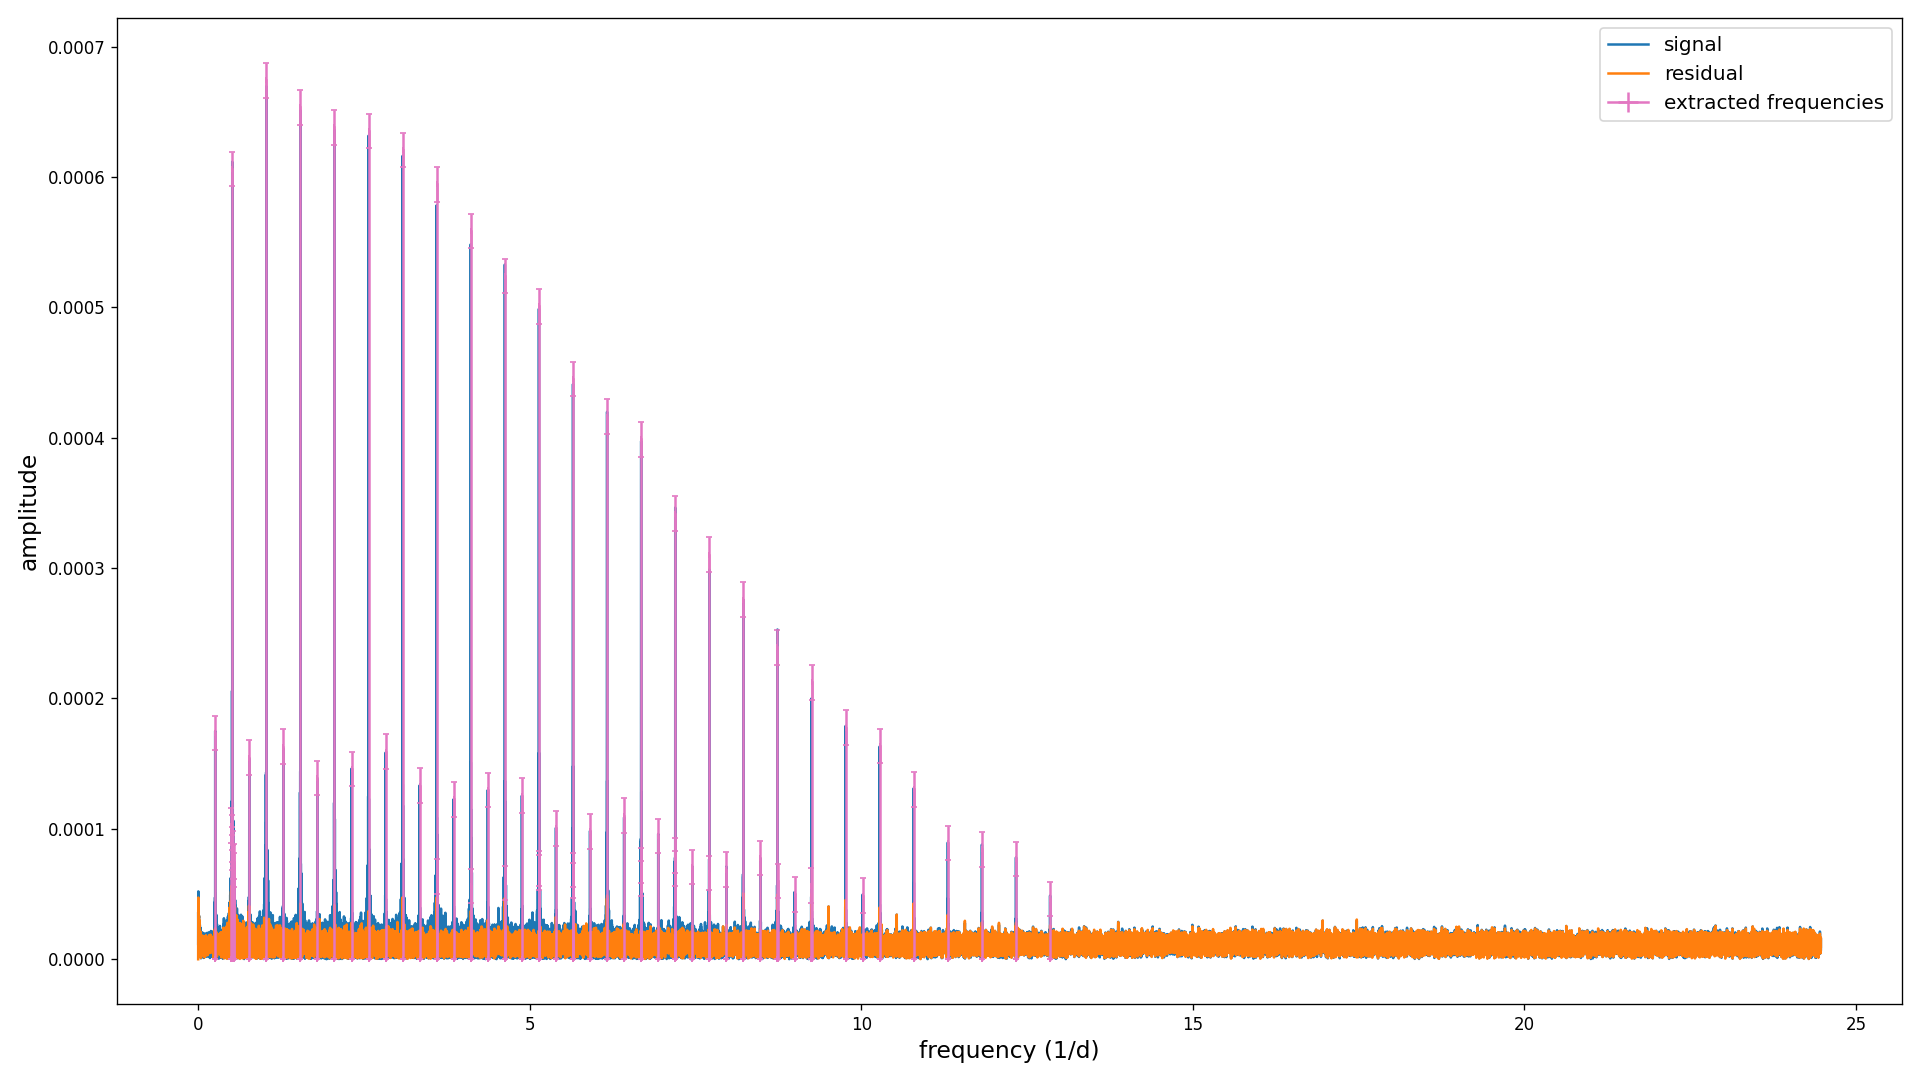 signal
residual
extracted frequencies
amplitude
0.0007
0.0006
0.0005
0.0004
0.0003
0.0002
0.0001
0.0000
0 5 10 15 20 25
frequency (1/d)